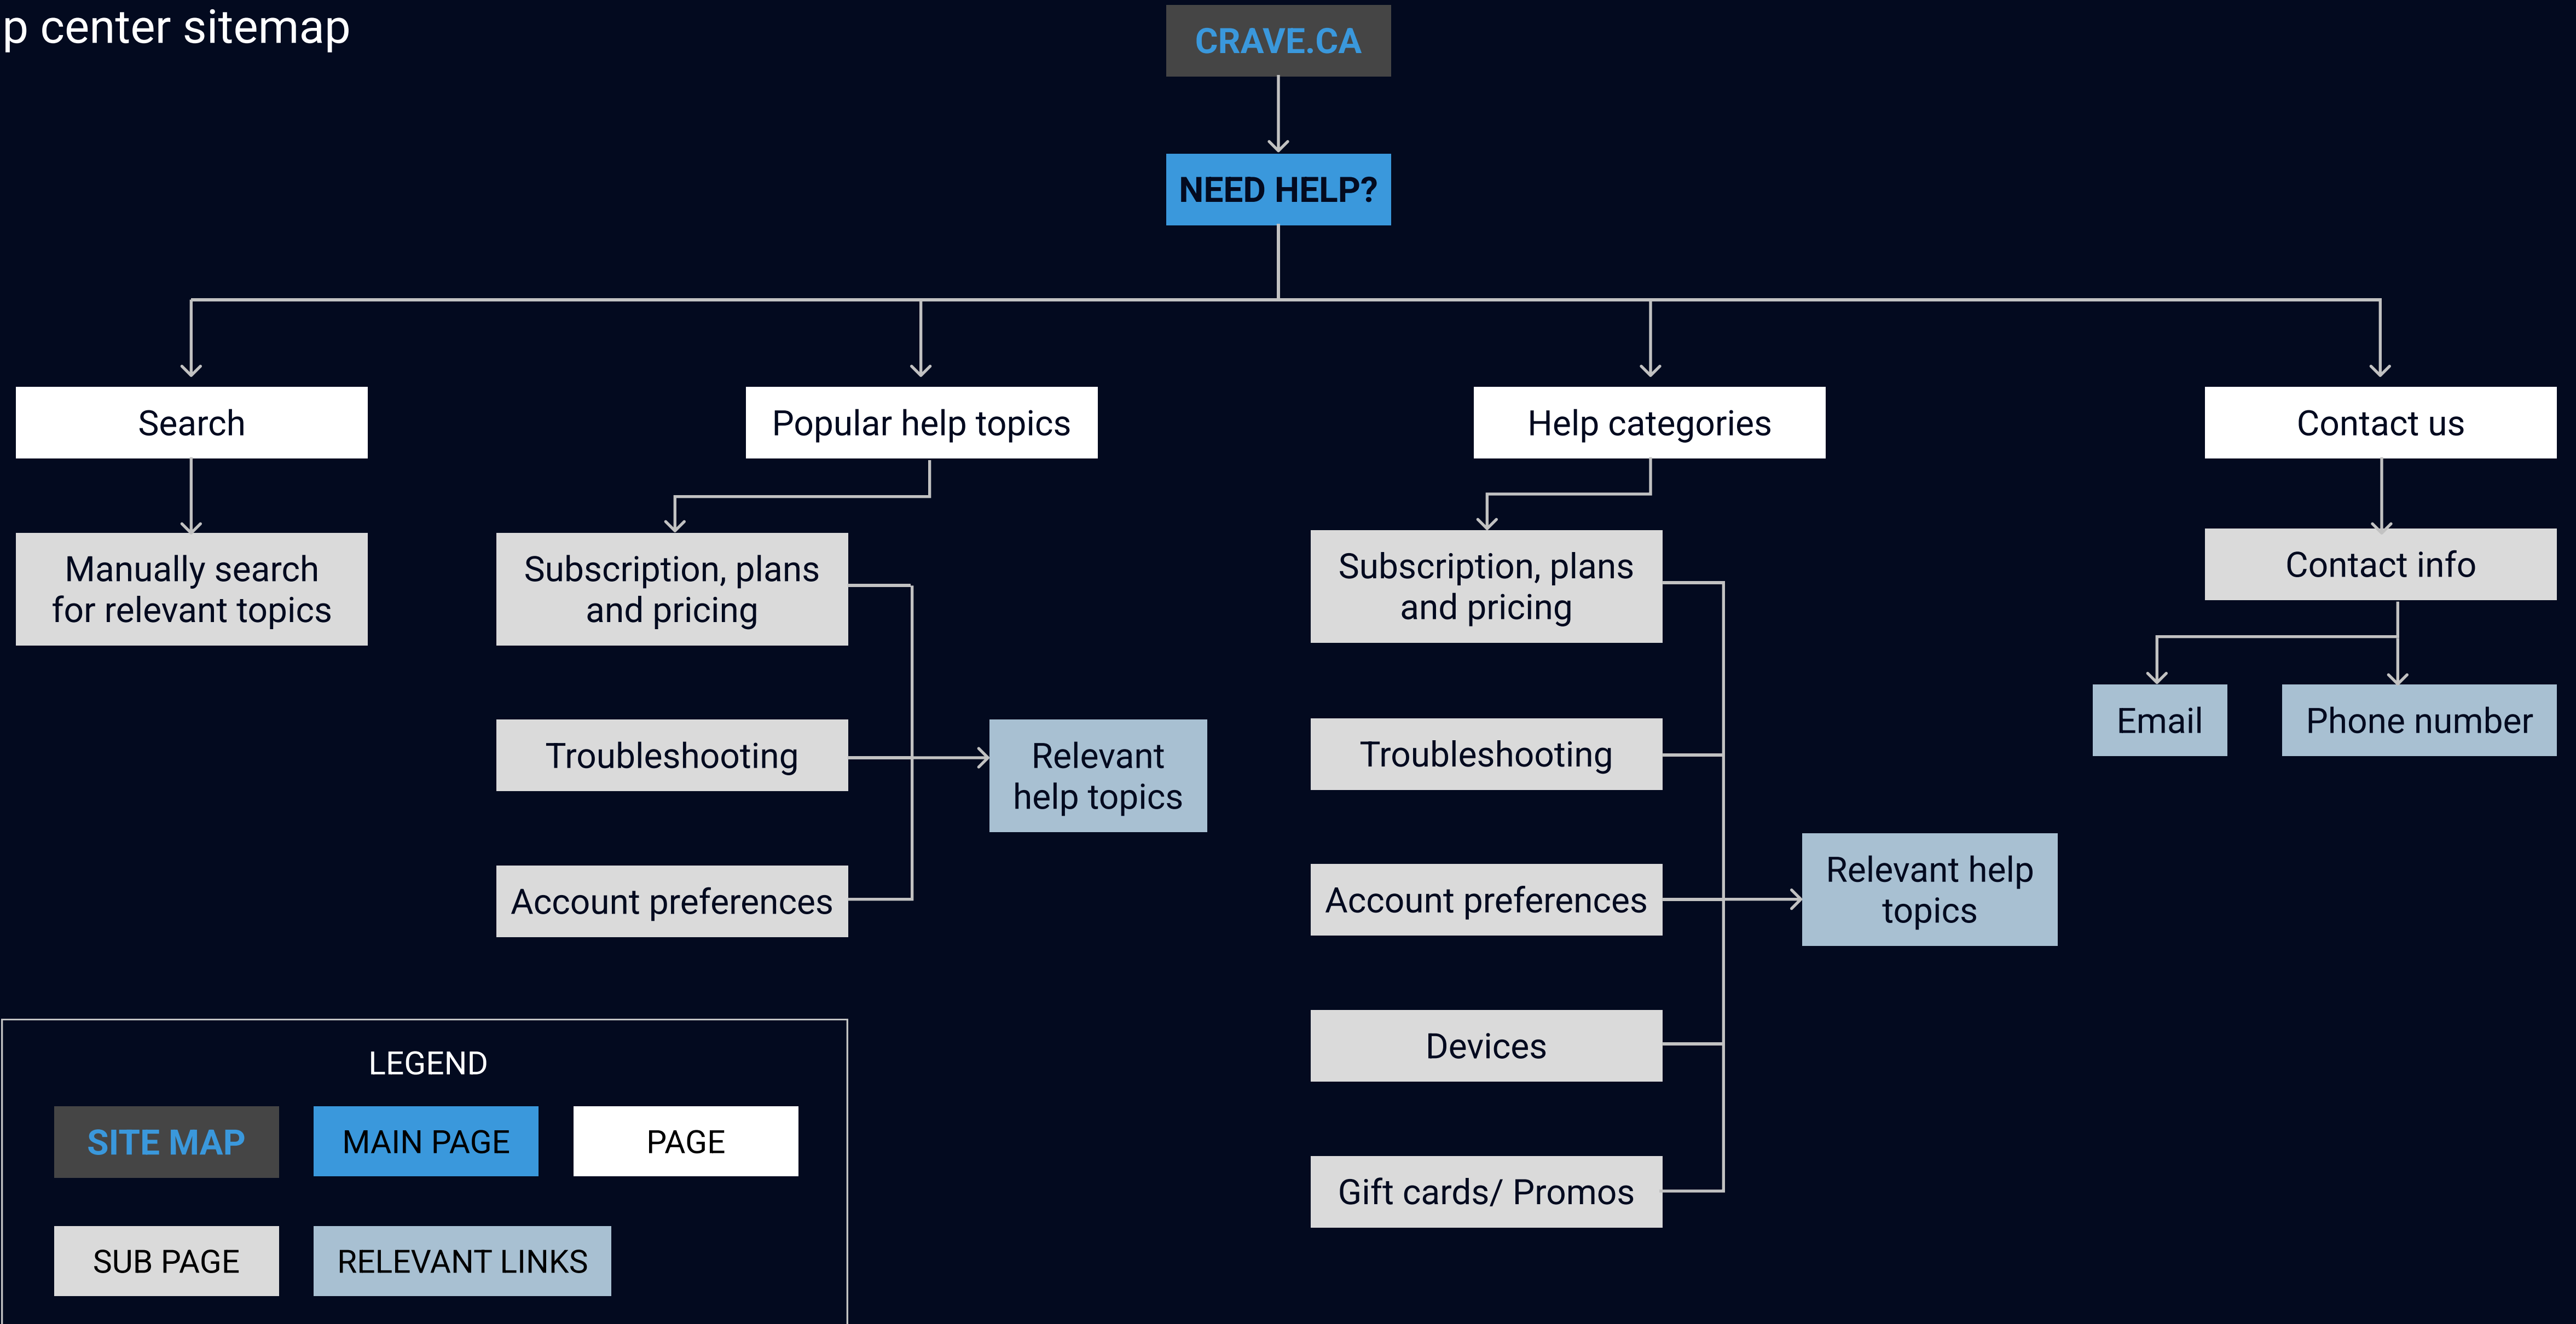 p center sitemap
CRAVE.CA
NEED HELP?
Search
Popular help topics
Help categories
Contact us
Manually search
for relevant topics
Subscription, plans
and pricing
Troubleshooting
Account preferences
Relevant
help topics
Subscription, plans
and pricing
Troubleshooting
Account preferences
Devices
Gift cards/ Promos
Relevant help
topics
Contact info
Email
Phone number
LEGEND
SITE MAP
MAIN PAGE
PAGE
SUB PAGE
RELEVANT LINKS